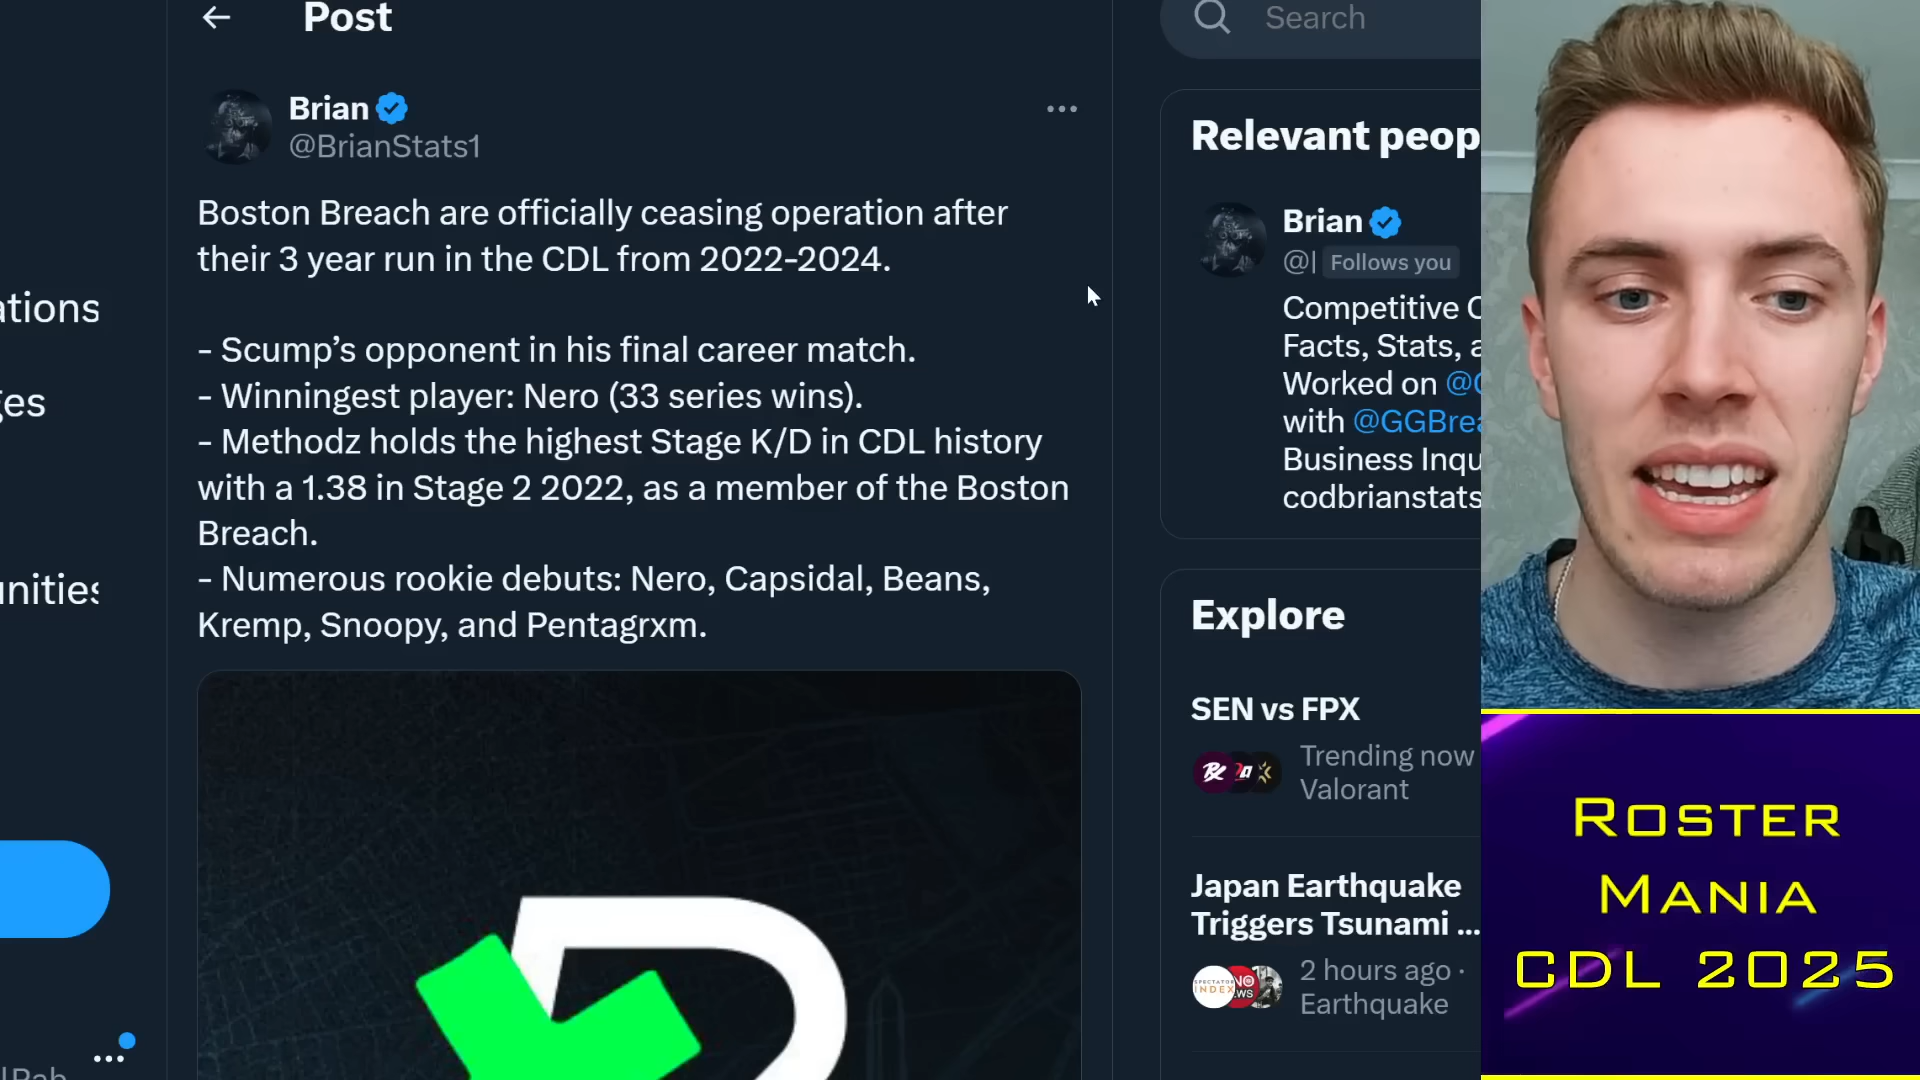 Post
Brian
@BrianStats1
Boston Breach are officially ceasing operation after
their 3 year run in the CDL from 2022-2024.
- Scump’s opponent in his final career match.
- Winningest player: Nero (33 series wins).
- Methodz holds the highest Stage K/D in CDL history
with a 1.38 in Stage 2 2022, as a member of the Boston
Breach.
- Numerous rookie debuts: Nero, Capsidal, Beans,
Kremp, Snoopy, and Pentagrxm.
ations
ges
unities
Search
Relevant peop
Brian
@| Follows you
Competitive C
Facts, Stats, a
Worked on @C
with @GGBrea
Business Inqu
codbrianstats
Explore
SEN vs FPX
Trending now
Valorant
Japan Earthquake
Triggers Tsunami ...
2 hours ago ·
Earthquake
SPECTATOR
INDEX
ROSTER
MANIA
CDL 2025